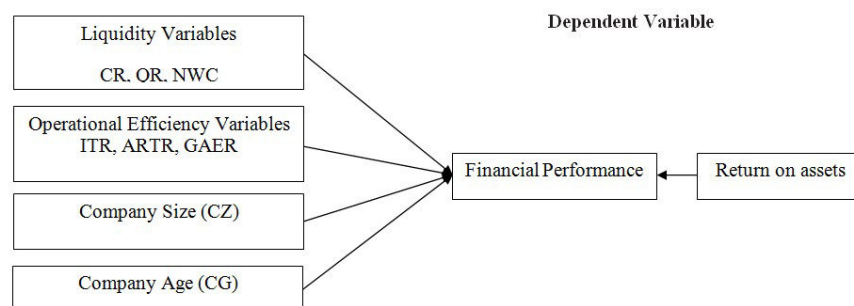 Liquidity Variables
CR, QR, NWC
Operational Efficiency Variables
ITR, ARTR, GAER
Company Size (CZ)
Company Age (CG)
Dependent Variable
Financial Performance
Return on assets